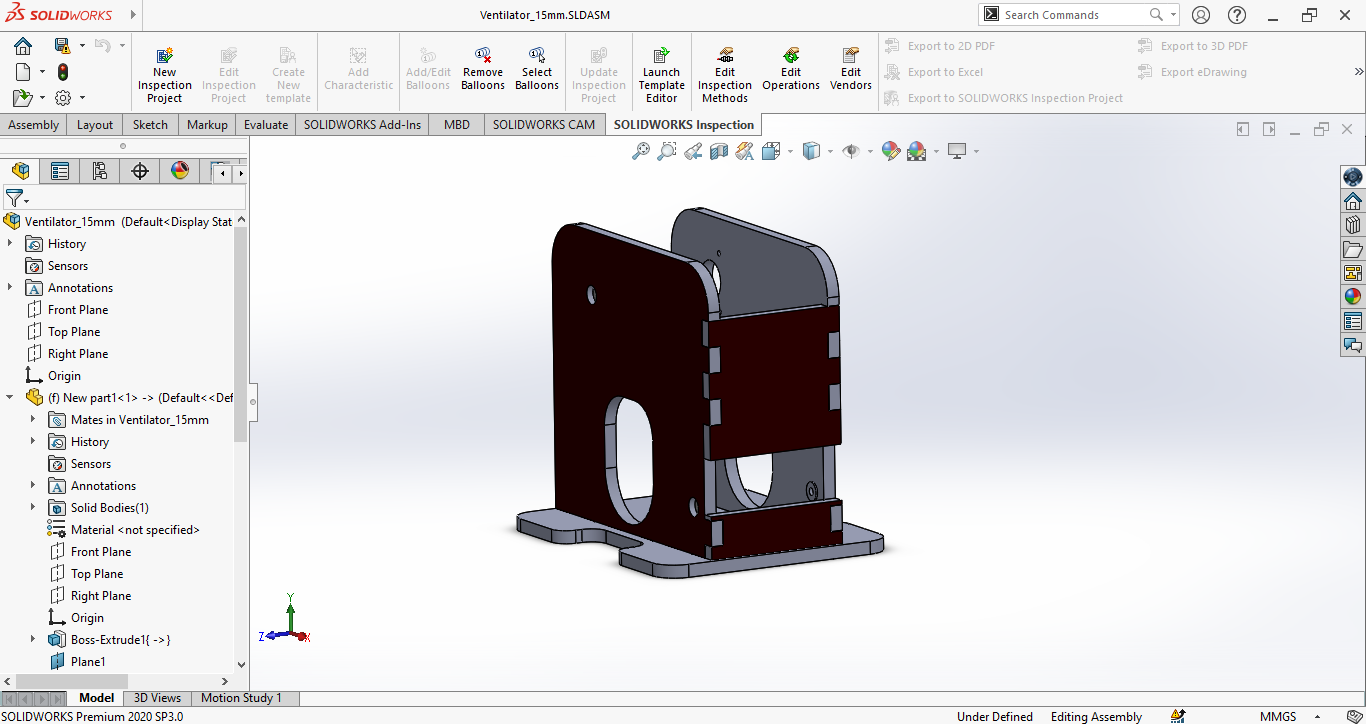 SOLIDWORKS
Ventilator_15mm.SLDASM
Search Commands
New Inspection Project
Edit Inspection Project
Create New template
Add Characteristic
Add/Edit Balloons
Remove Balloons
Select Balloons
Update Inspection Project
Launch Template Editor
Edit Inspection Methods
Edit Operations
Edit Vendors
Export to 2D PDF
Export to Excel
Export to SOLIDWORKS Inspection Project
Export to 3D PDF
Export eDrawing
Assembly
Layout
Sketch
Markup
Evaluate
SOLIDWORKS Add-Ins
MBD
SOLIDWORKS CAM
SOLIDWORKS Inspection
Ventilator_15mm (Default<Display Stat
History
Sensors
Annotations
Front Plane
Top Plane
Right Plane
Origin
(f) New part1<1> -> (Default<<Def
Mates in Ventilator_15mm
History
Sensors
Annotations
Solid Bodies(1)
Material <not specified>
Front Plane
Top Plane
Right Plane
Origin
Boss-Extrude1{ ->}
Plane1
Y
Z
X
Model
3D Views
Motion Study 1
SOLIDWORKS Premium 2020 SP3.0
Under Defined
Editing Assembly
MMGS